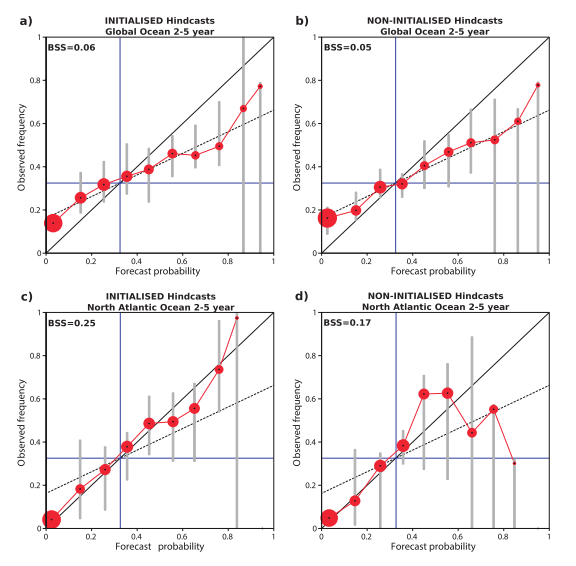 a)
INITIALISED Hindcasts
Global Ocean 2-5 year
BSS=0.06
Observed frequency
1
0.8
0.6
0.4
0.2
0
0.2
0.4
0.6
0.8
1
Forecast probability
b)
NON-INITIALISED Hindcasts
Global Ocean 2-5 year
BSS=0.05
Observed frequency
1
0.8
0.6
0.4
0.2
0
0
0.2
0.4
0.6
0.8
1
Forecast probability
c)
INITIALISED Hindcasts
North Atlantic Ocean 2-5 year
BSS=0.25
Observed frequency
1
0.8
0.6
0.4
0.2
0
0
0.2
0.4
0.6
0.8
1
Forecast probability
d)
NON-INITIALISED Hindcasts
North Atlantic Ocean 2-5 year
BSS=0.17
Observed frequency
1
0.8
0.6
0.4
0.2
0
0
0.2
0.4
0.6
0.8
1
Forecast probability